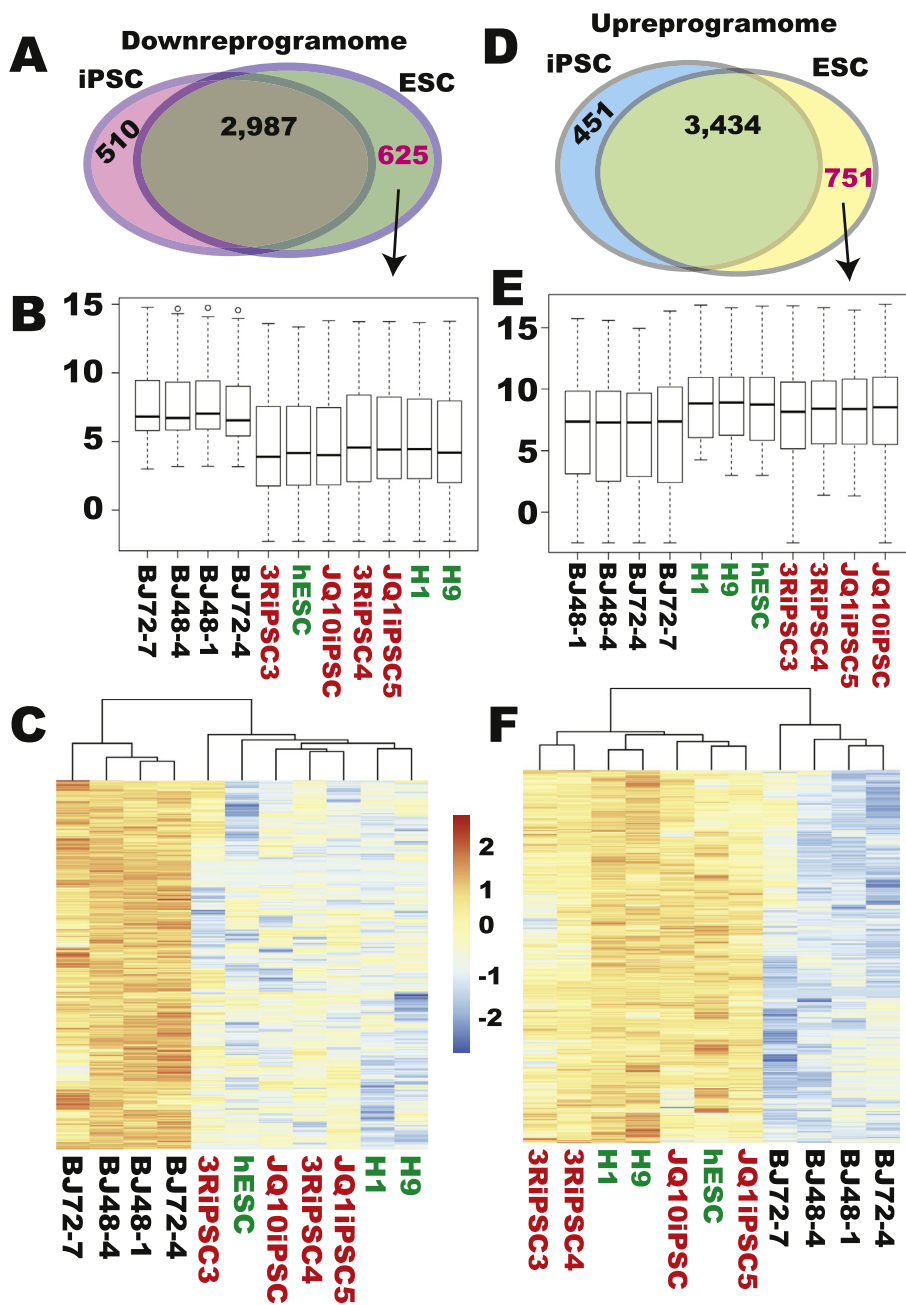 A
Downreprogramome
iPSC
ESC
510
2,987
625
D
Upreprogramome
iPSC
ESC
451
3,434
751
B
15
10
5
0
BJ72-7
BJ48-4
BJ48-1
BJ72-4
3RiPSC3
hESC
JQ10iPSC
3RiPSC4
JQ1iPSC5
H1
H9
E
15
10
5
0
BJ48-1
BJ48-4
BJ72-4
BJ72-7
H1
H9
hESC
3RiPSC3
3RiPSC4
JQ1iPSC5
JQ10iPSC
C
BJ72-7
BJ48-4
BJ48-1
BJ72-4
3RiPSC3
hESC
JQ10iPSC
3RiPSC4
JQ1iPSC5
H1
H9
2
1
0
-1
-2
F
3RiPSC3
3RiPSC4
H1
H9
JQ10iPSC
hESC
JQ1iPSC5
BJ72-7
BJ48-4
BJ48-1
BJ72-4